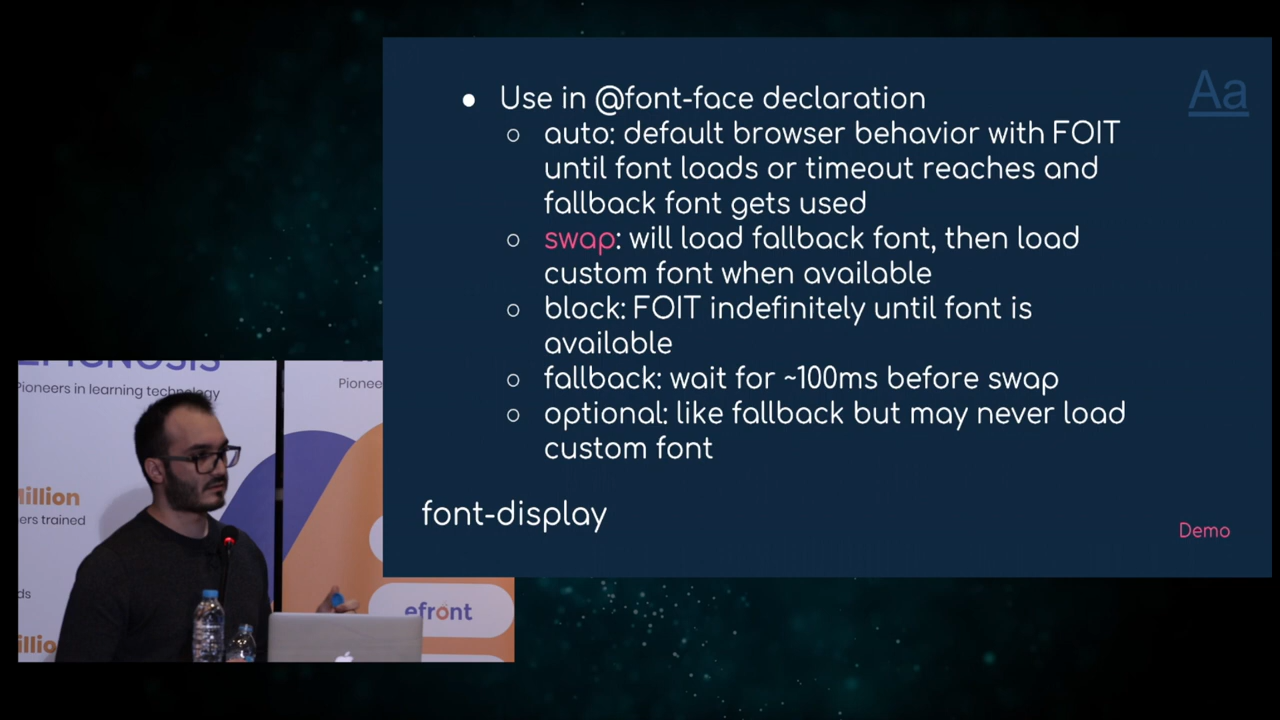 Aa
● Use in @font-face declaration
○ auto: default browser behavior with FOIT
until font loads or timeout reaches and
fallback font gets used
○ swap: will load fallback font, then load
custom font when available
○ block: FOIT indefinitely until font is
available
○ fallback: wait for ~100ms before swap
○ optional: like fallback but may never load
custom font
font-display
Demo
Pioneers in learning technology
Pionee
illion
ers trained
ds
illio
efront